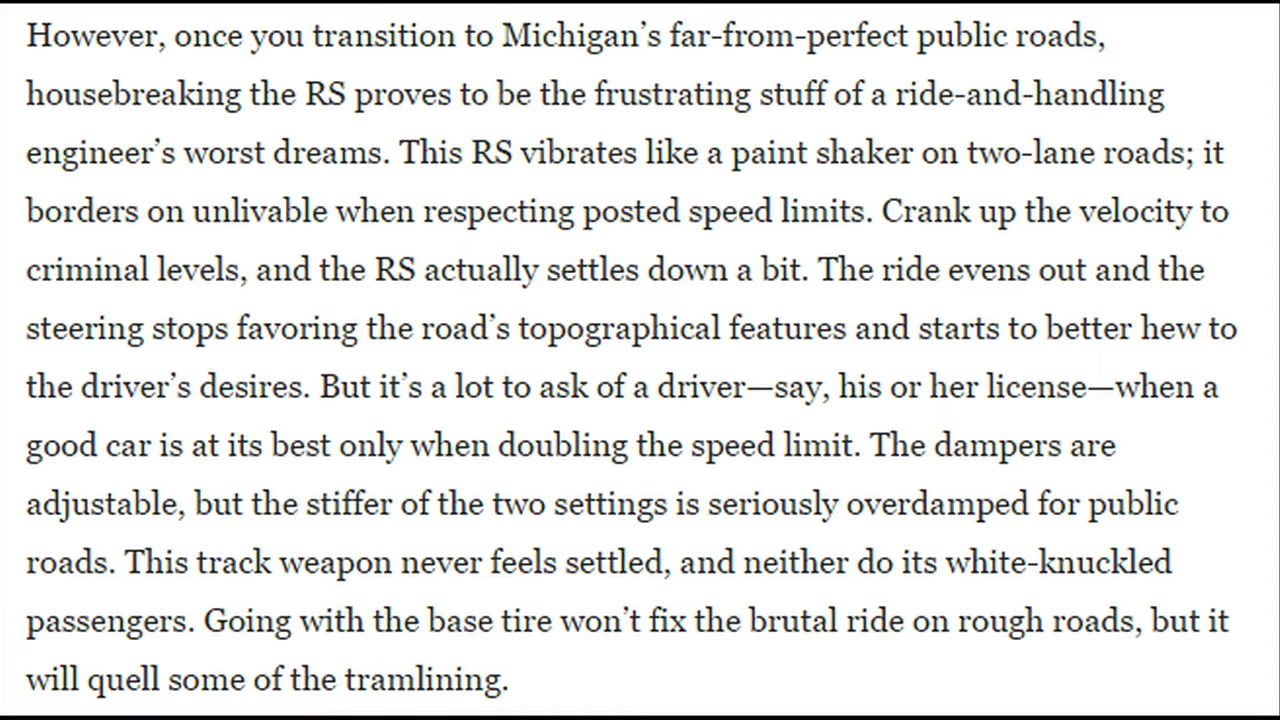 However, once you transition to Michigan’s far-from-perfect public roads,
housebreaking the RS proves to be the frustrating stuff of a ride-and-handling
engineer’s worst dreams. This RS vibrates like a paint shaker on two-lane roads; it
borders on unlivable when respecting posted speed limits. Crank up the velocity to
criminal levels, and the RS actually settles down a bit. The ride evens out and the
steering stops favoring the road’s topographical features and starts to better hew to
the driver’s desires. But it’s a lot to ask of a driver—say, his or her license—when a
good car is at its best only when doubling the speed limit. The dampers are
adjustable, but the stiffer of the two settings is seriously overdamped for public
roads. This track weapon never feels settled, and neither do its white-knuckled
passengers. Going with the base tire won’t fix the brutal ride on rough roads, but it
will quell some of the tramlining.